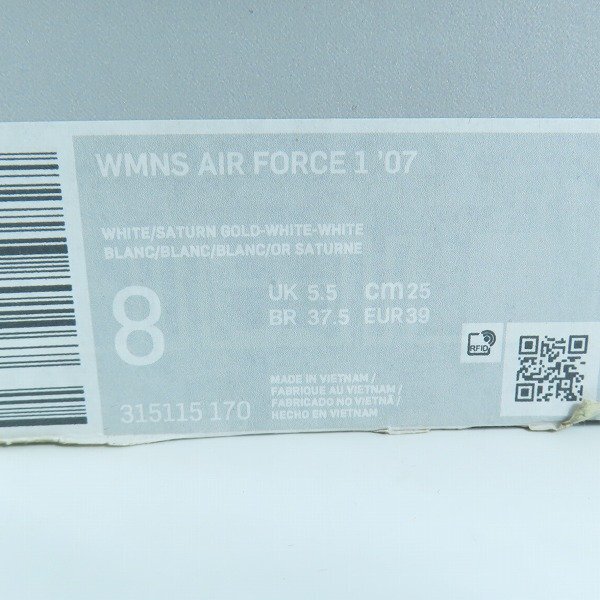 WMNS AIR FORCE 1 '07
WHITE/SATURN GOLD-WHITE-WHITE
BLANC/BLANC/BLANC/OR SATURNE
8
UK 5.5 cm 25
BR 37.5 EUR 39
RFID
MADE IN VIETNAM /
FABRIQUE AU VIETNAM /
FABRICADO NO VIETNÃ /
HECHO EN VIETNAM
315115 170